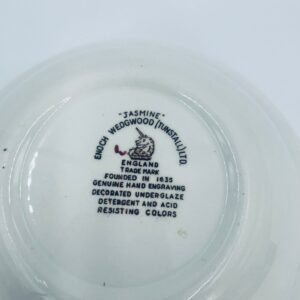 "JASMINE"
ENOCH WEDGWOOD (TUNSTALL) LTD.
ENGLAND
TRADE MARK
FOUNDED IN 1835
GENUINE HAND ENGRAVING
DECORATED UNDERGLAZE
DETERGENT AND ACID
RESISTING COLORS